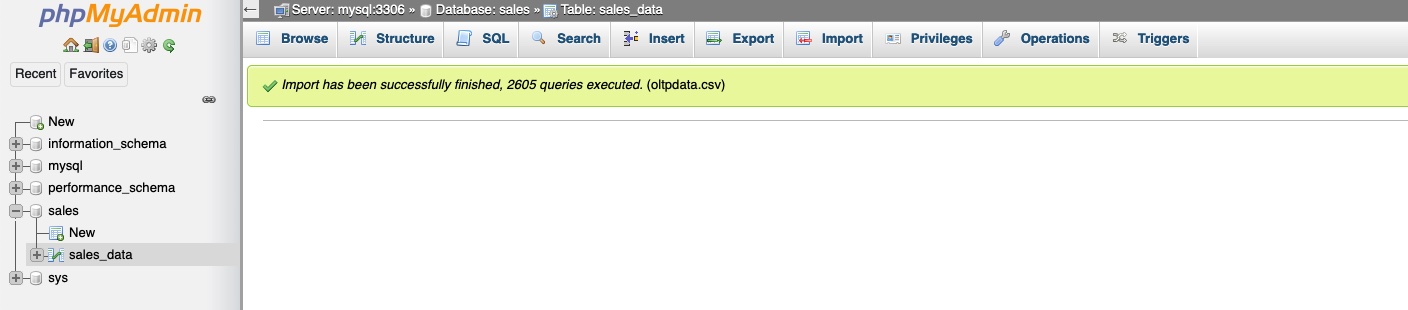 phpMyAdmin
Recent Favorites
New
information_schema
mysql
performance_schema
sales
New
sales_data
sys
Server: mysql:3306 » Database: sales » Table: sales_data
Browse Structure SQL Search Insert Export Import Privileges Operations Triggers
Import has been successfully finished, 2605 queries executed. (oltpdata.csv)